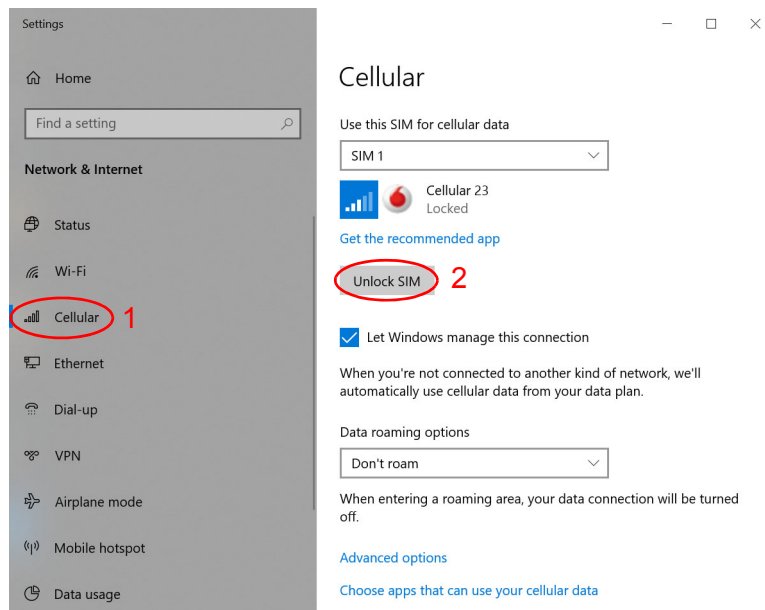 Settings
Home
Find a setting
Network & Internet
Status
Wi-Fi
Cellular 1
Ethernet
Dial-up
VPN
Airplane mode
Mobile hotspot
Data usage
Cellular
Use this SIM for cellular data
SIM 1
Cellular 23
Locked
Get the recommended app
Unlock SIM 2
Let Windows manage this connection
When you're not connected to another kind of network, we'll
automatically use cellular data from your data plan.
Data roaming options
Don't roam
When entering a roaming area, your data connection will be turned
off.
Advanced options
Choose apps that can use your cellular data